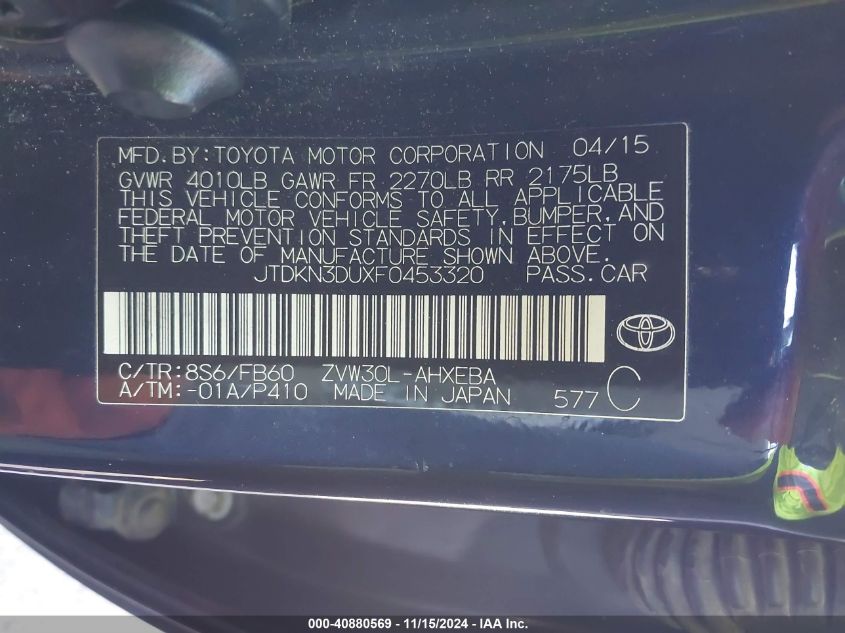 MFD.BY:TOYOTA MOTOR CORPORATION 04/15
GVWR 4010LB GAWR FR 2270LB RR 2175LB
THIS VEHICLE CONFORMS TO ALL APPLICABLE
FEDERAL MOTOR VEHICLE SAFETY,BUMPER,AND
THEFT PREVENTION STANDARDS IN EFFECT ON
THE DATE OF MANUFACTURE SHOWN ABOVE.
JTDKN3DUXF0453320 PASS.CAR
C/TR:8S6/FB60 ZVW30L-AHXEBA
A/TM:-01A/P410 MADE IN JAPAN 577 C
000-40880569 - 11/15/2024 - IAA Inc.